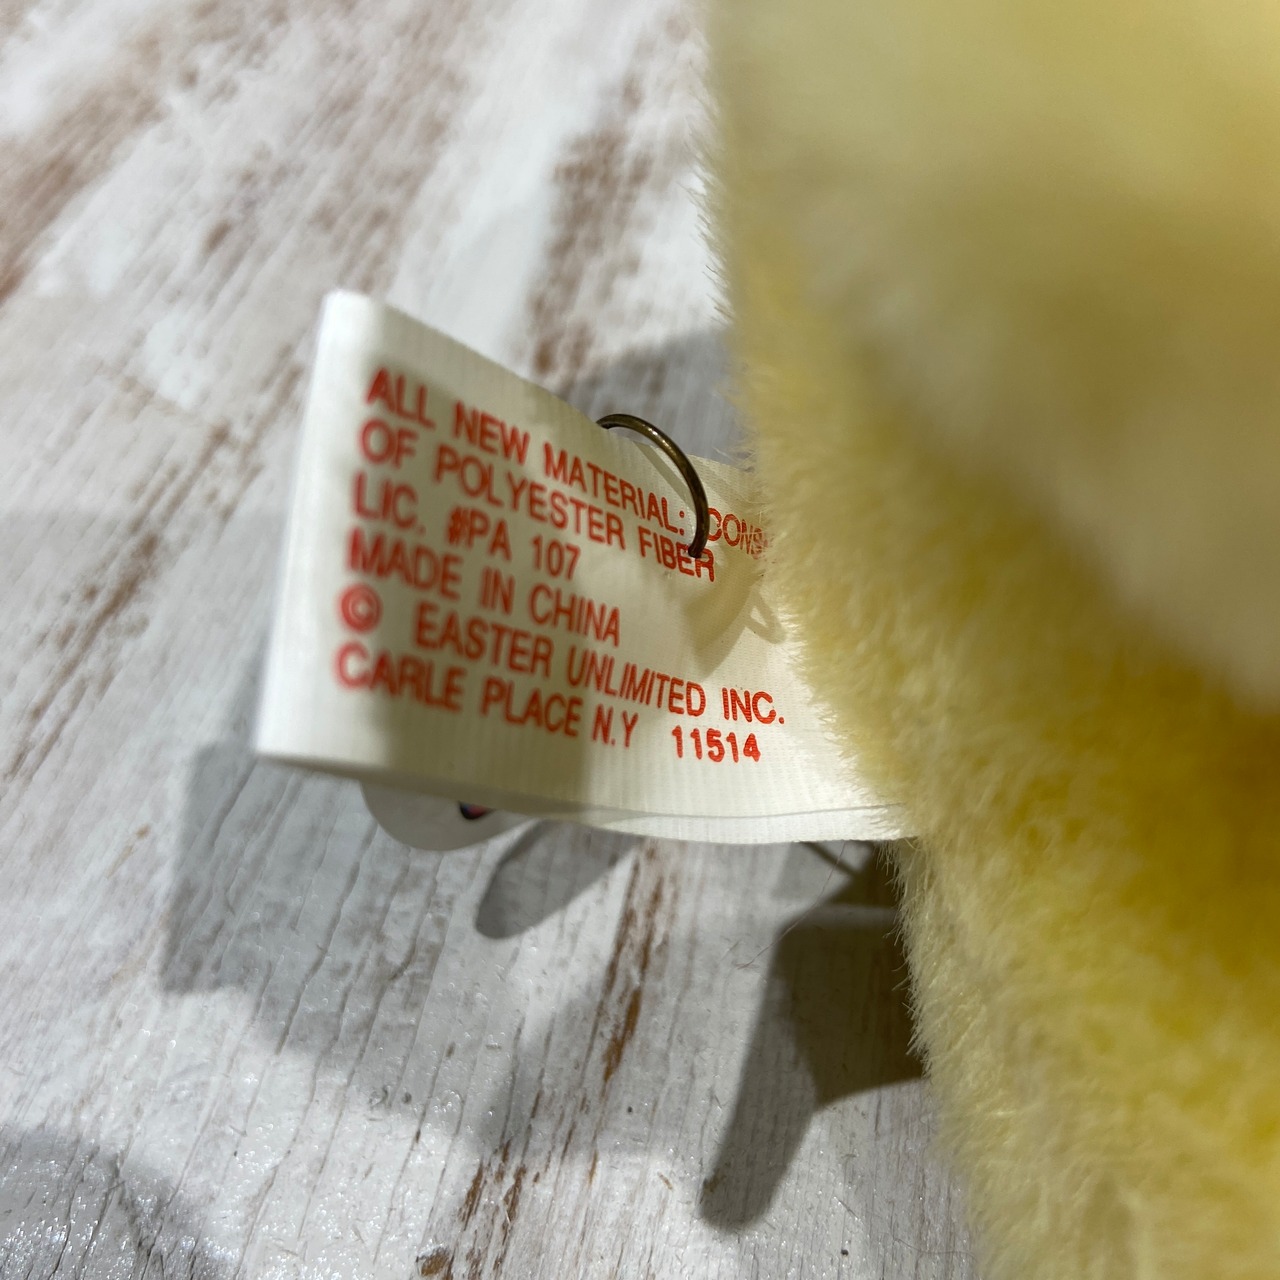 ALL NEW MATERIAL: CONS
OF POLYESTER FIBER
LIC. #PA 107
MADE IN CHINA
© EASTER UNLIMITED INC.
CARLE PLACE N.Y 11514